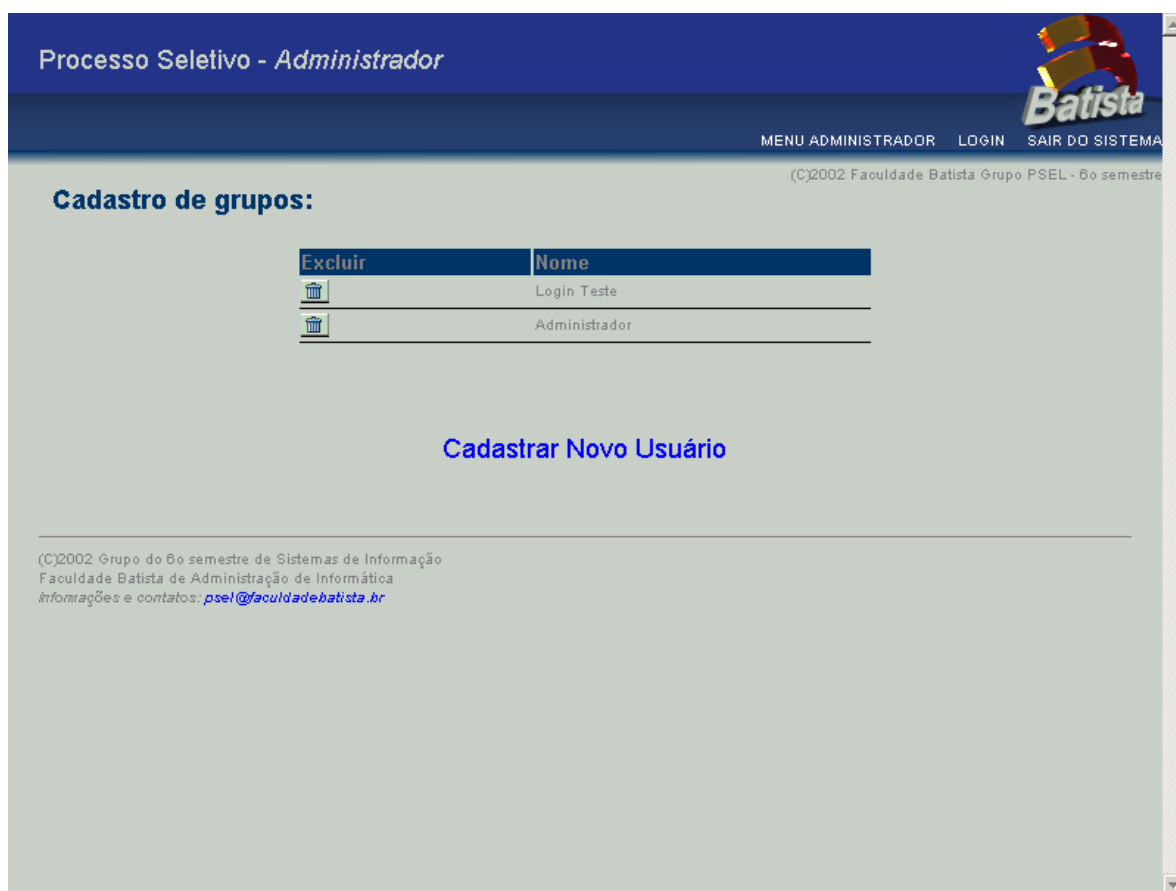 Processo Seletivo - Administrador
Batista
MENU ADMINISTRADOR LOGIN SAIR DO SISTEMA
(C)2002 Faculdade Batista Grupo PSEL - 6o semestre
Cadastro de grupos:
Excluir Nome
Login Teste
Administrador
Cadastrar Novo Usuário
(C)2002 Grupo do 6o semestre de Sistemas de Informação
Faculdade Batista de Administração de Informática
Informações e contatos: psel@faculdadebatista.br